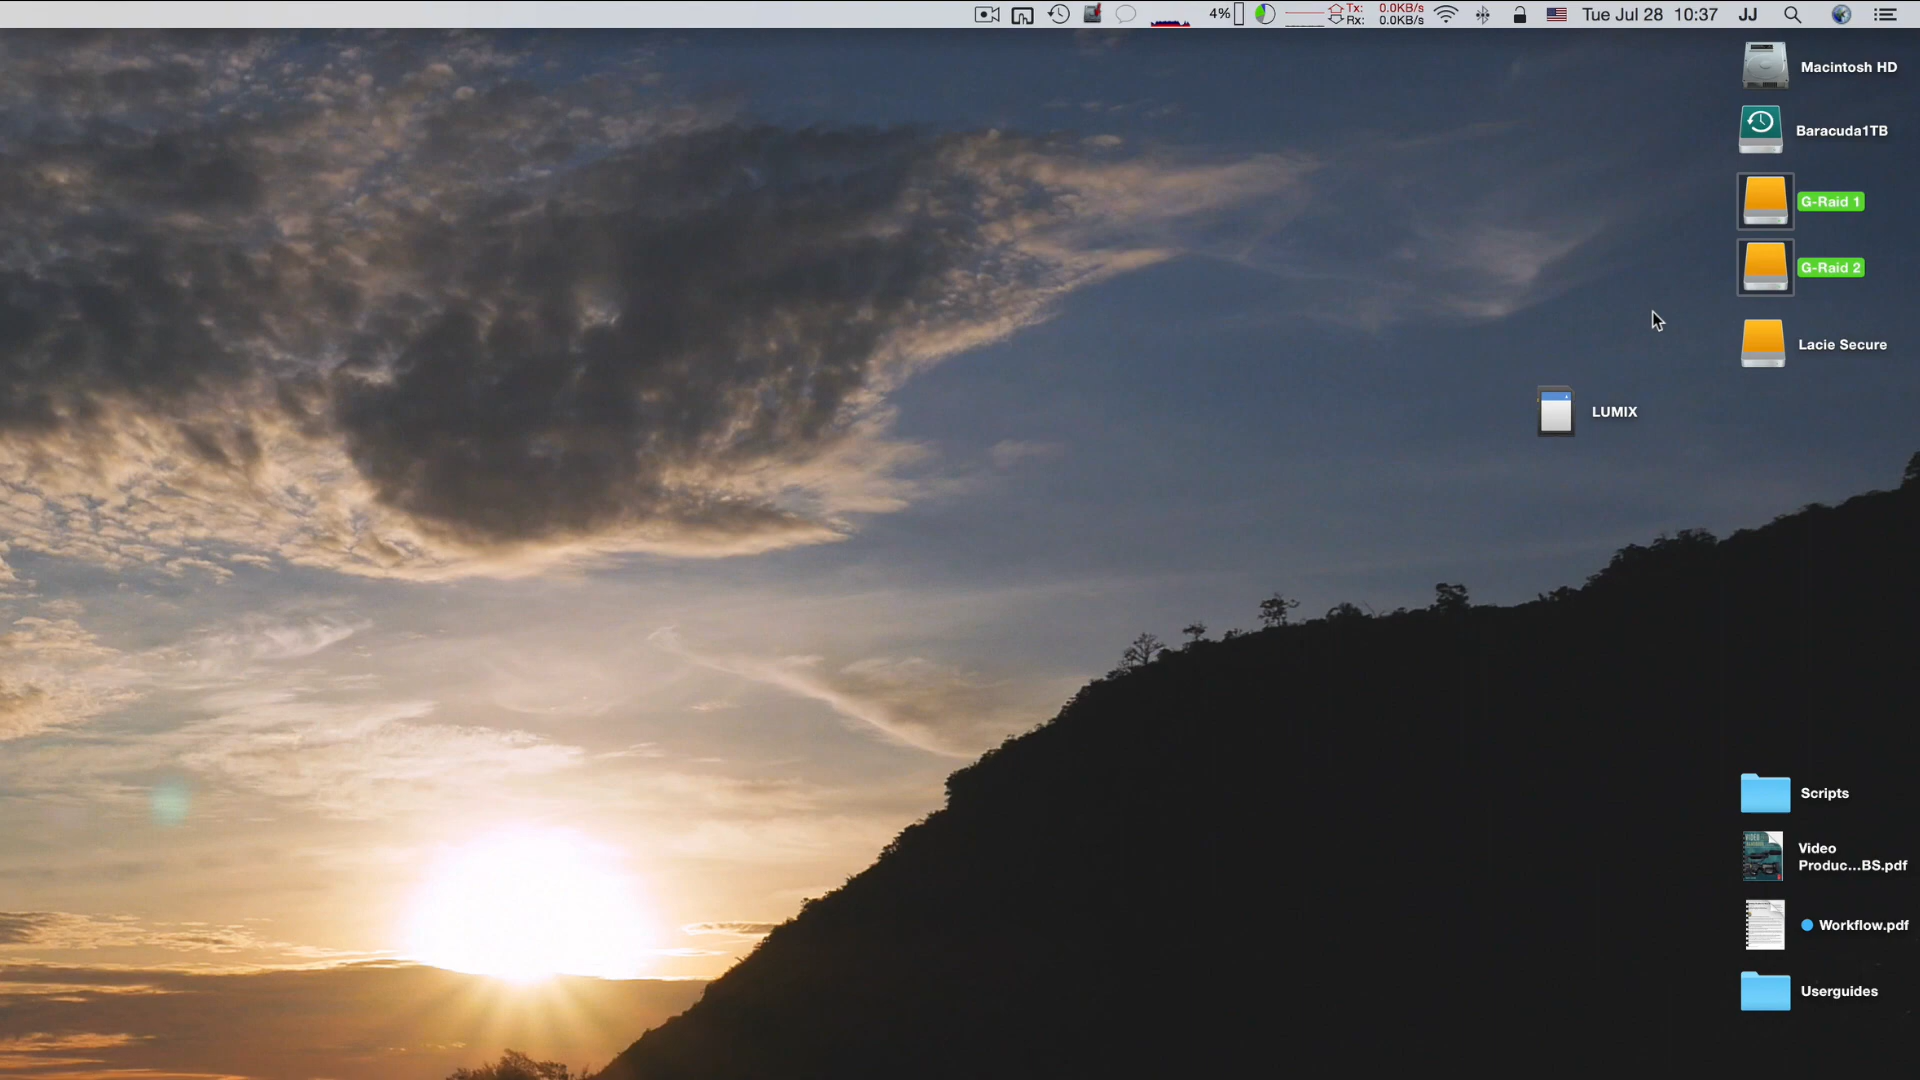 4% Tx: 0.0KB/s Tue Jul 28 10:37 JJ
Rx: 0.0KB/s
Macintosh HD
Baracuda1TB
G-Raid 1
G-Raid 2
Lacie Secure
LUMIX
Scripts
Video
Produc...BS.pdf
Workflow.pdf
Userguides